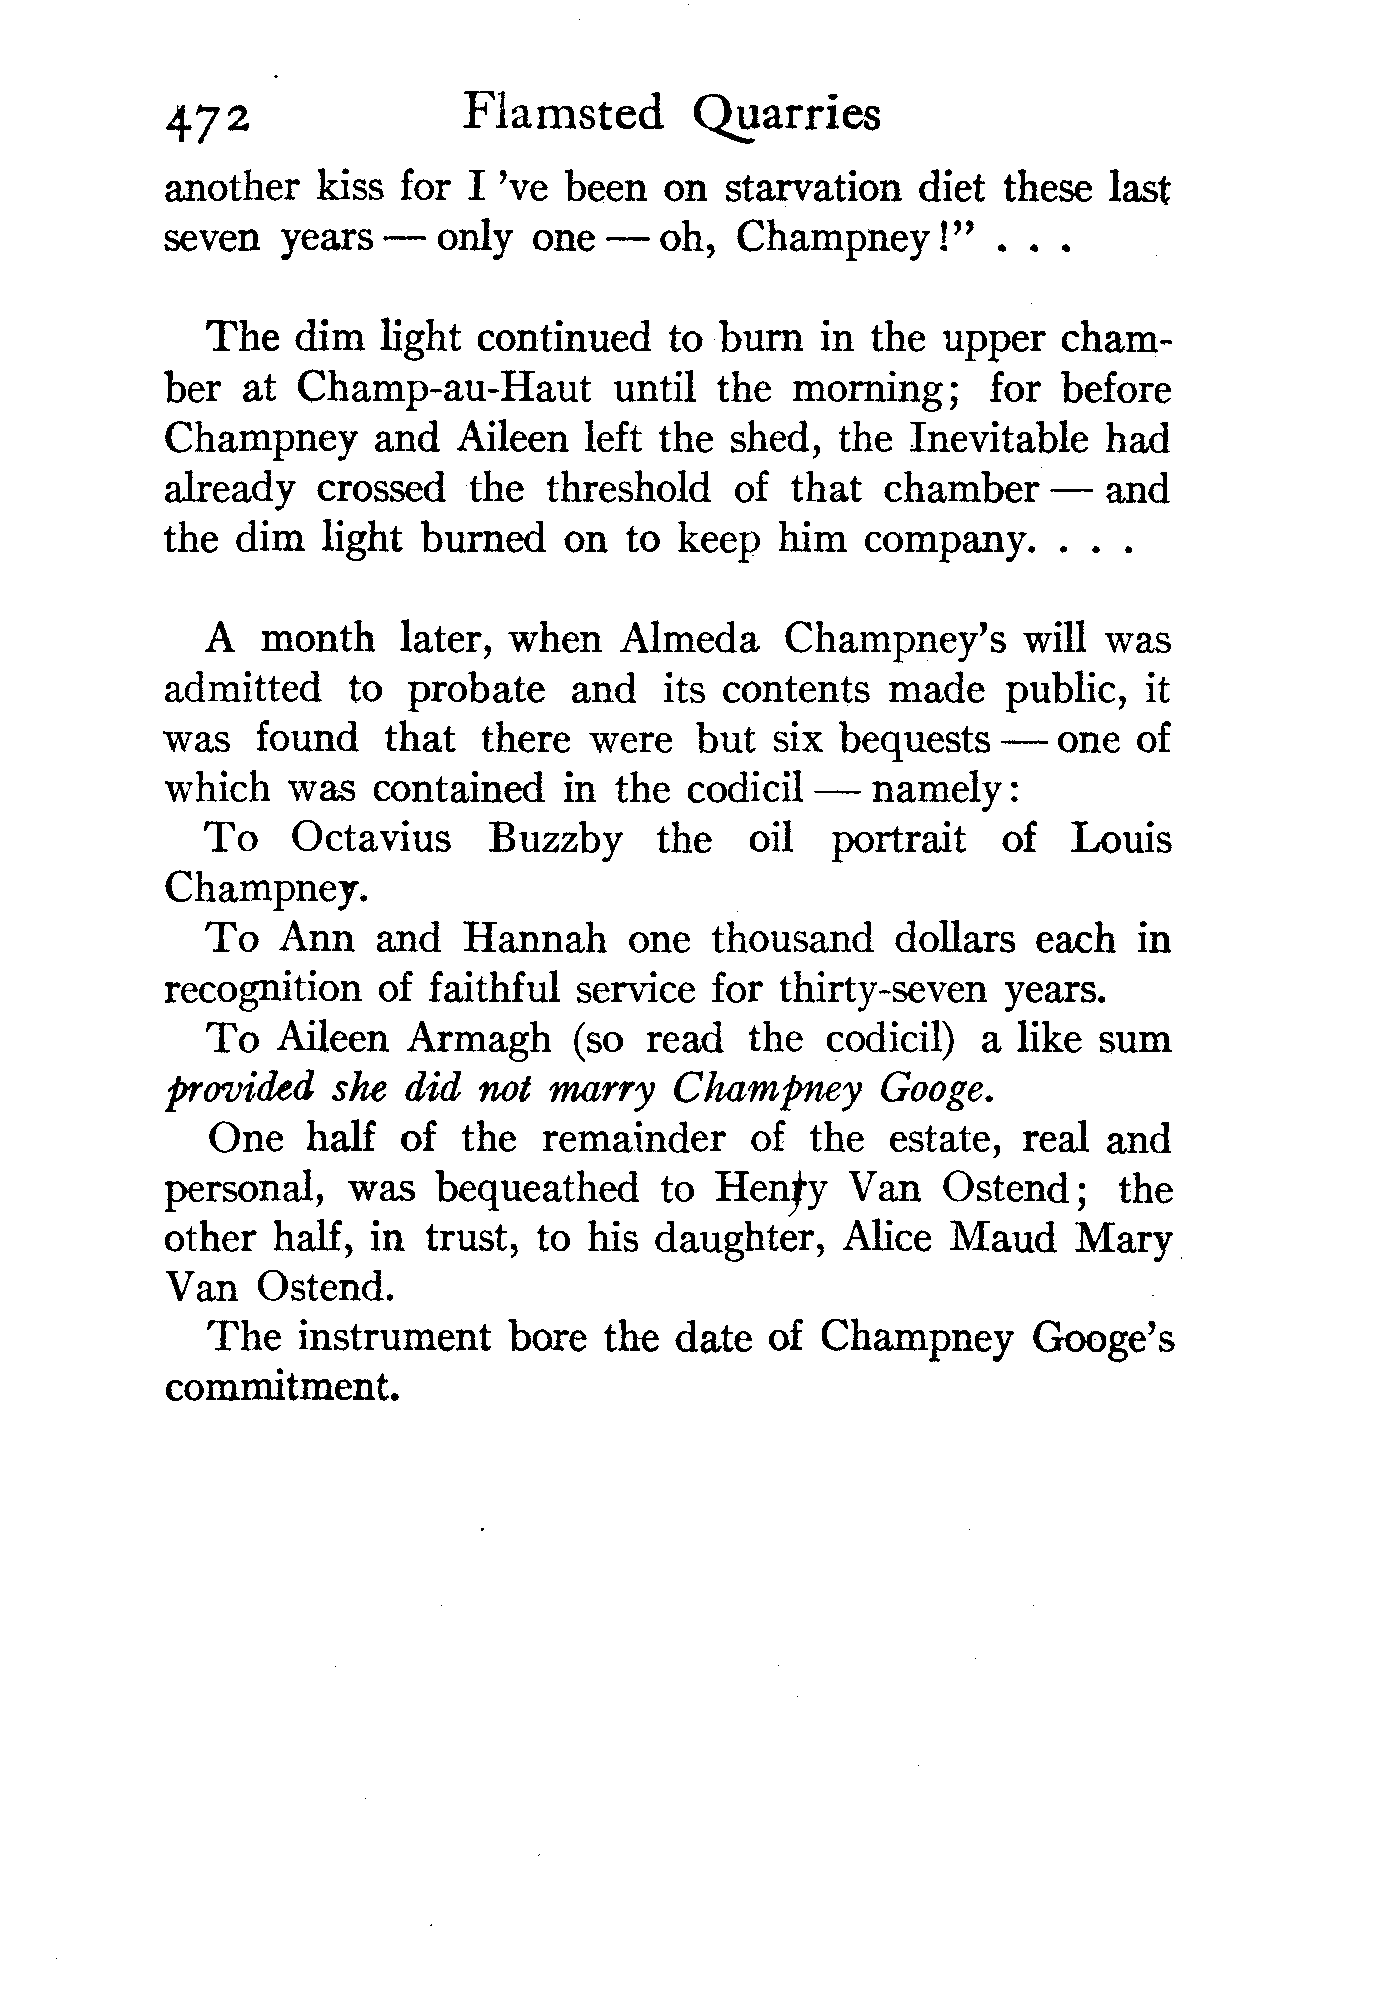 472 Flamsted Quarries
another kiss for I 've been on starvation diet these last
seven years — only one — oh, Champney!” . . .
The dim light continued to burn in the upper cham-
ber at Champ-au-Haut until the morning; for before
Champney and Aileen left the shed, the Inevitable had
already crossed the threshold of that chamber — and
the dim light burned on to keep him company. . . .
A month later, when Almeda Champney's will was
admitted to probate and its contents made public, it
was found that there were but six bequests — one of
which was contained in the codicil — namely:
To Octavius Buzzby the oil portrait of Louis
Champney.
To Ann and Hannah one thousand dollars each in
recognition of faithful service for thirty-seven years.
To Aileen Armagh (so read the codicil) a like sum
provided she did not marry Champney Googe.
One half of the remainder of the estate, real and
personal, was bequeathed to Henry Van Ostend; the
other half, in trust, to his daughter, Alice Maud Mary
Van Ostend.
The instrument bore the date of Champney Googe's
commitment.